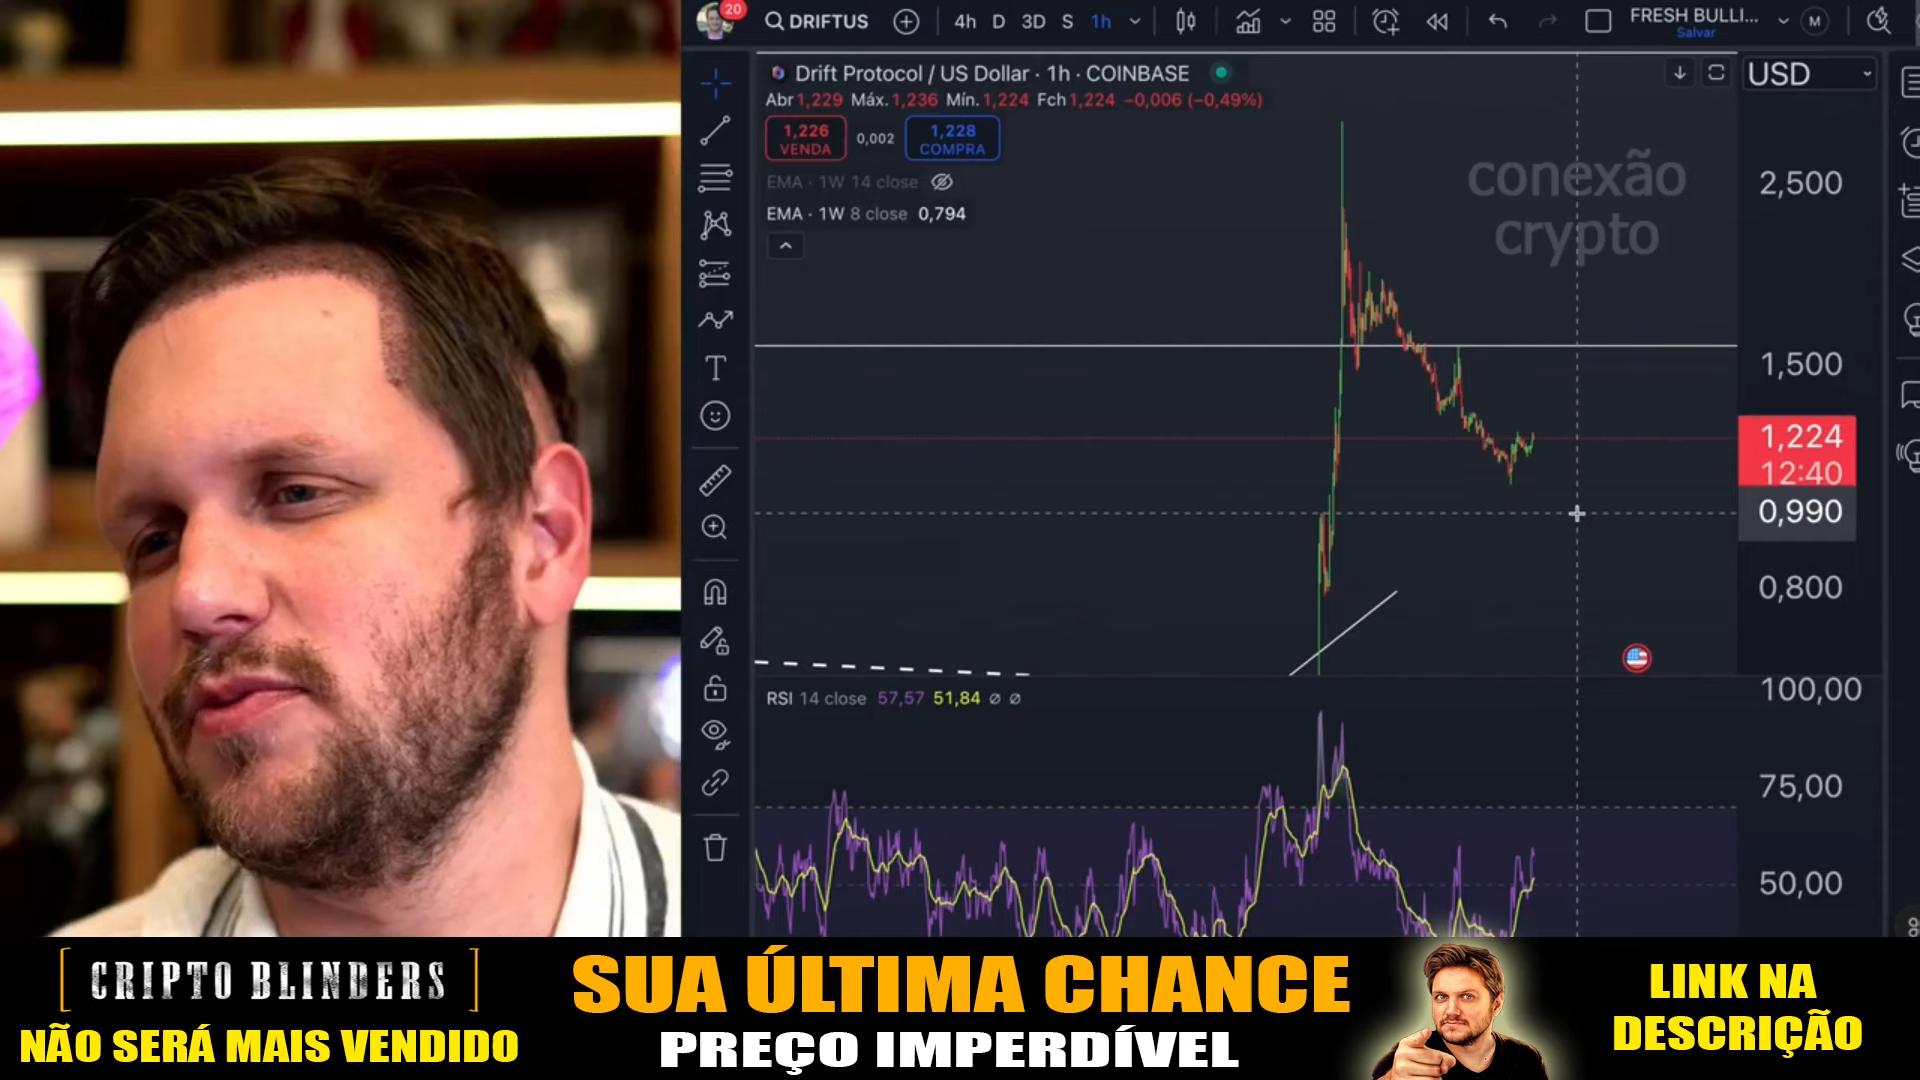 20
DRIFTUS
4h D 3D S 1h
FRESH BULLI...
Salvar
M
Drift Protocol / US Dollar · 1h · COINBASE
USD
Abr 1,229 Máx. 1,236 Mín. 1,224 Fch 1,224 −0,006 (−0,49%)
1,226
VENDA
0,002
1,228
COMPRA
EMA · 1W 14 close
EMA · 1W 8 close 0,794
conexão
crypto
2,500
1,500
1,224
12:40
0,990
0,800
RSI 14 close 57,57 51,84 ∅ ∅
100,00
75,00
50,00
[ CRIPTO BLINDERS ]
NÃO SERÁ MAIS VENDIDO
SUA ÚLTIMA CHANCE
PREÇO IMPERDÍVEL
LINK NA
DESCRIÇÃO